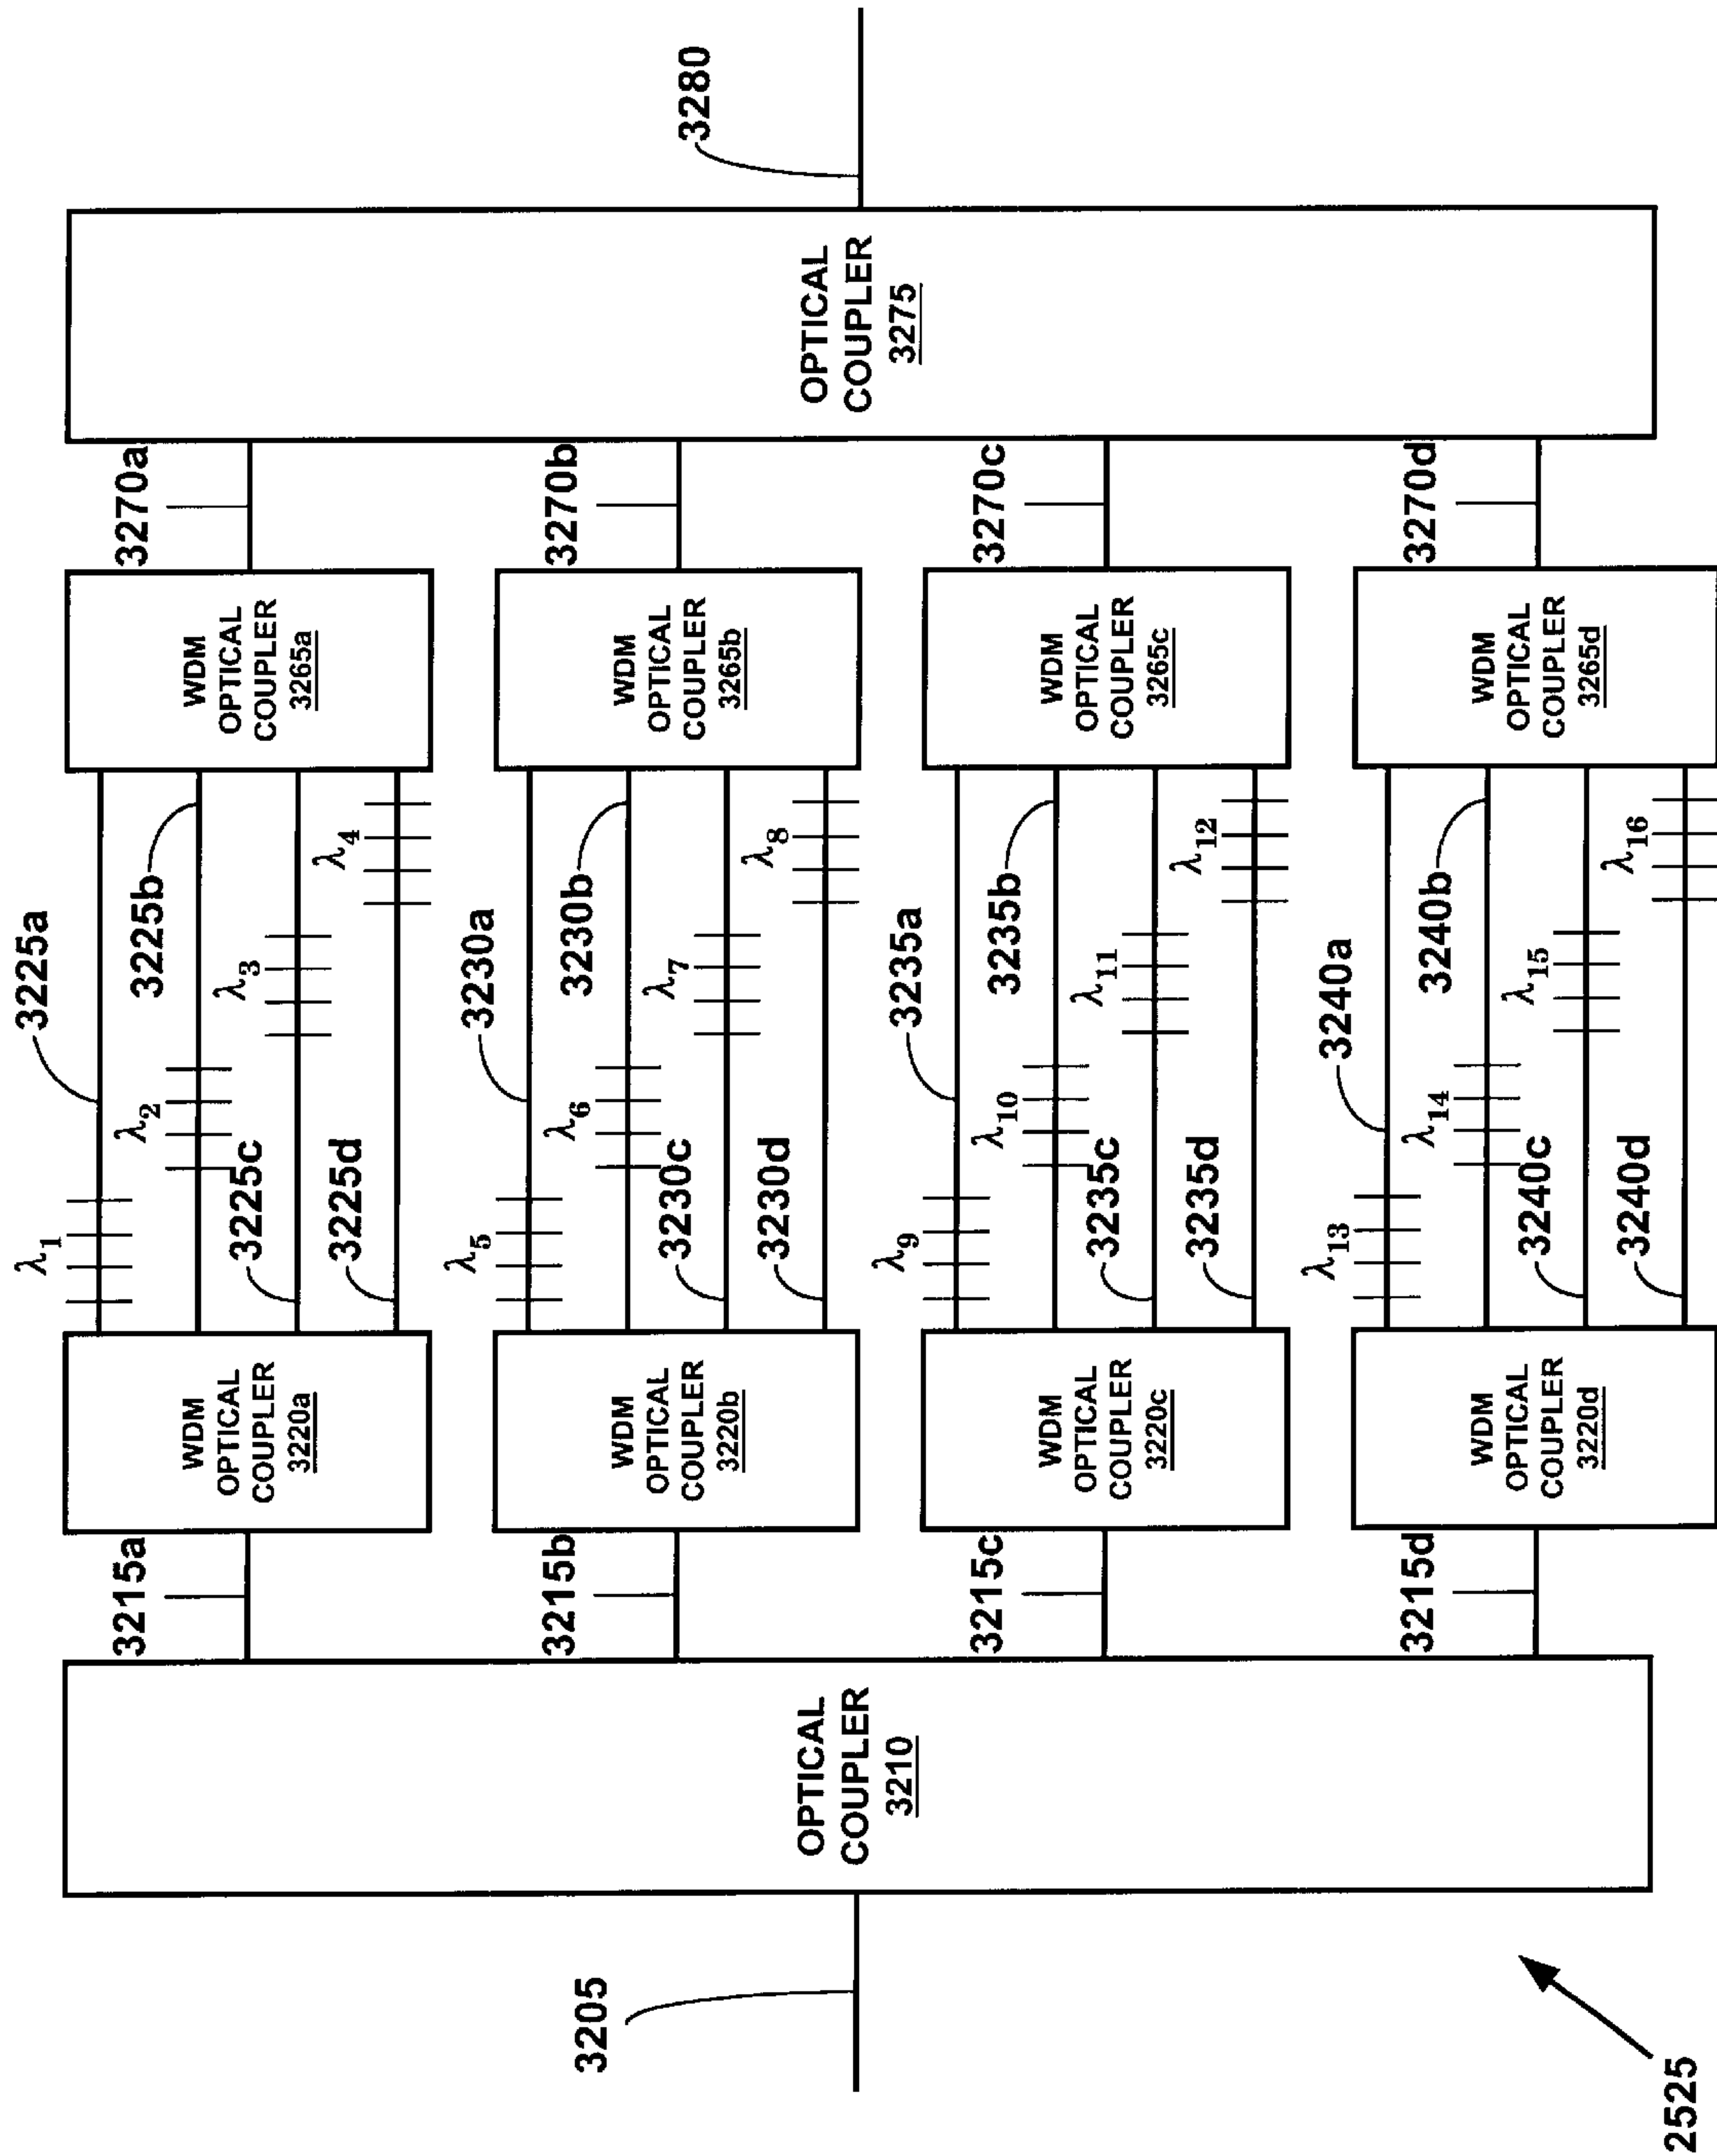 3205
OPTICAL
COUPLER
3210
3215a
3215b
3215c
3215d
WDM
OPTICAL
COUPLER
3220a
WDM
OPTICAL
COUPLER
3220b
WDM
OPTICAL
COUPLER
3220c
WDM
OPTICAL
COUPLER
3220d
3225a
3225b
3225c
3225d
λ1
λ2
λ3
λ4
3230a
3230b
3230c
3230d
λ5
λ6
λ7
λ8
3235a
3235b
3235c
3235d
λ9
λ10
λ11
λ12
3240a
3240b
3240c
3240d
λ13
λ14
λ15
λ16
WDM
OPTICAL
COUPLER
3265a
WDM
OPTICAL
COUPLER
3265b
WDM
OPTICAL
COUPLER
3265c
WDM
OPTICAL
COUPLER
3265d
3270a
3270b
3270c
3270d
OPTICAL
COUPLER
3275
3280
2525